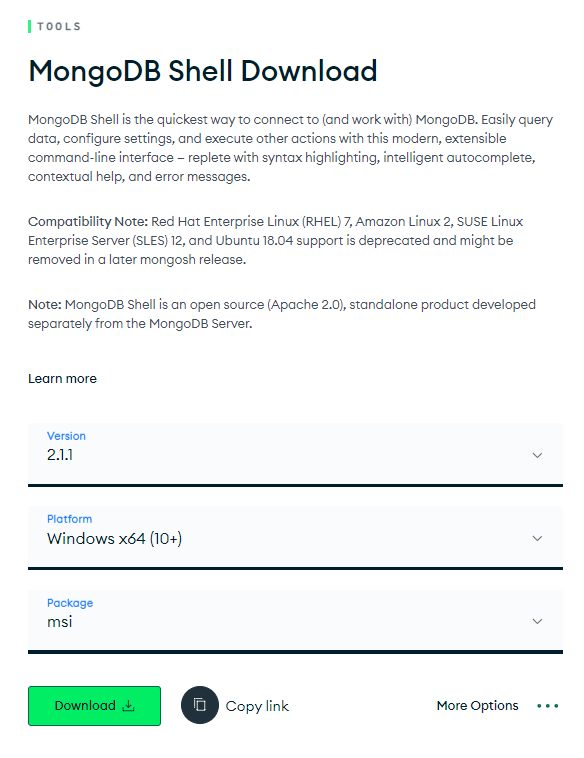 TOOLS
MongoDB Shell Download
MongoDB Shell is the quickest way to connect to (and work with) MongoDB. Easily query
data, configure settings, and execute other actions with this modern, extensible
command-line interface — replete with syntax highlighting, intelligent autocomplete,
contextual help, and error messages.
Compatibility Note: Red Hat Enterprise Linux (RHEL) 7, Amazon Linux 2, SUSE Linux
Enterprise Server (SLES) 12, and Ubuntu 18.04 support is deprecated and might be
removed in a later mongosh release.
Note: MongoDB Shell is an open source (Apache 2.0), standalone product developed
separately from the MongoDB Server.
Learn more
Version
2.1.1
Platform
Windows x64 (10+)
Package
msi
Download Copy link More Options